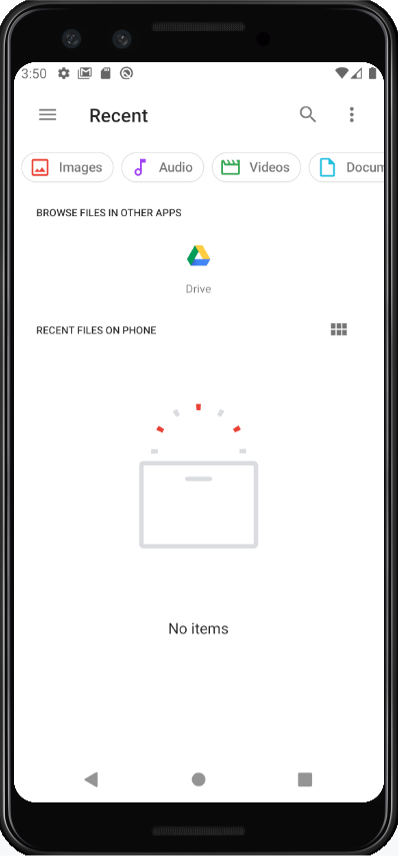 3:50
Recent
Images Audio Videos Docum
BROWSE FILES IN OTHER APPS
Drive
RECENT FILES ON PHONE
No items